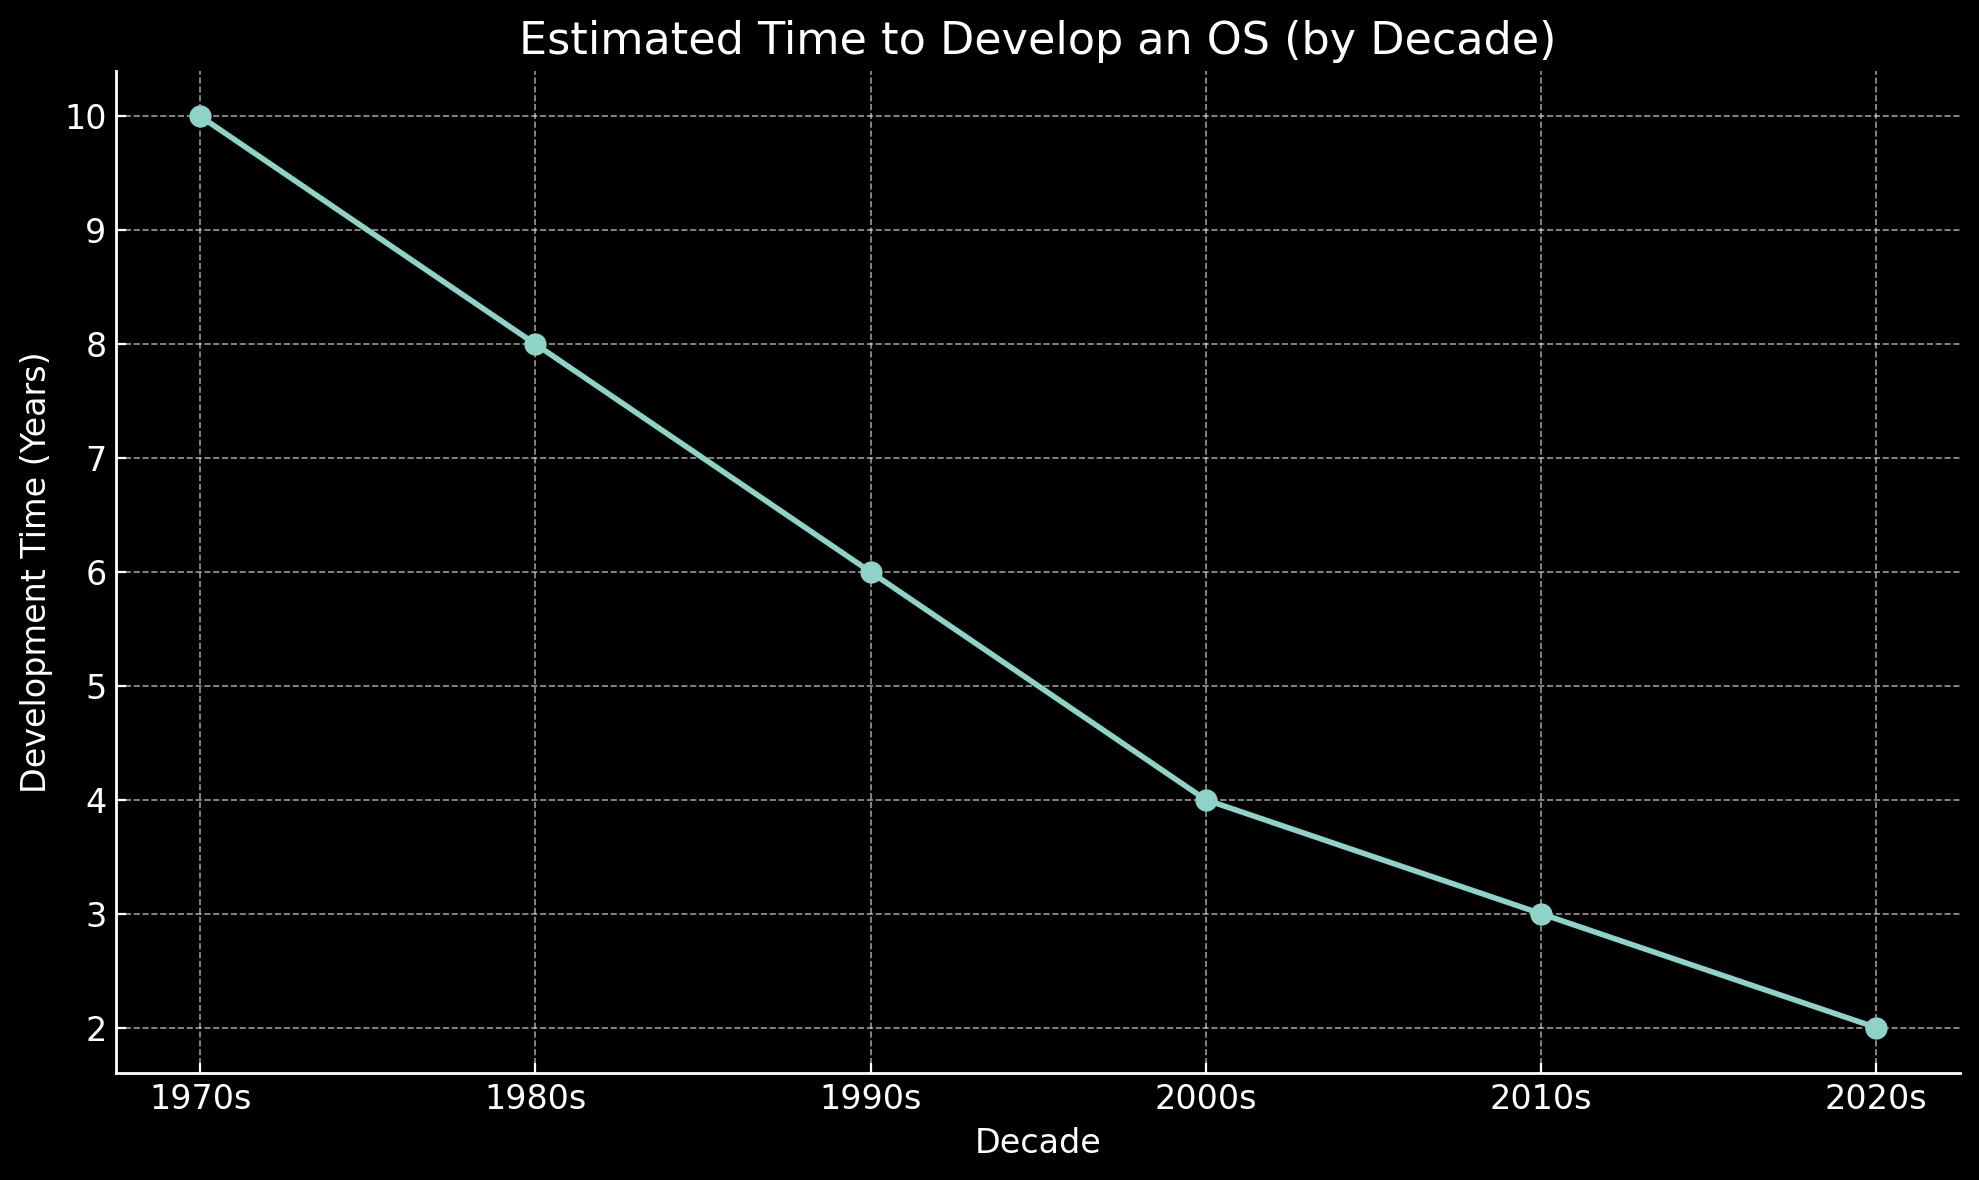 Estimated Time to Develop an OS (by Decade)
Development Time (Years)
10
9
8
7
6
5
4
3
2
1970s 1980s 1990s 2000s 2010s 2020s
Decade